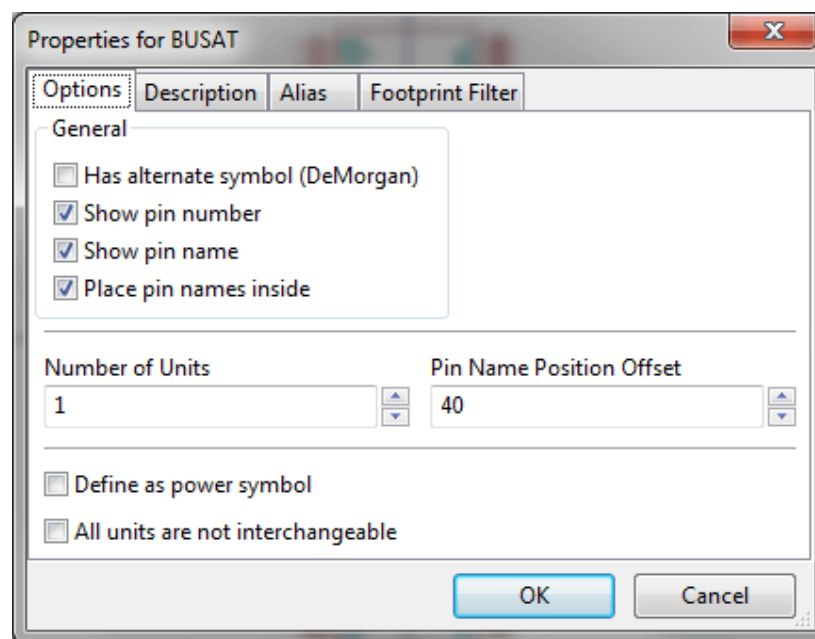 Properties for BUSAT
Options Description Alias Footprint Filter
General
Has alternate symbol (DeMorgan)
Show pin number
Show pin name
Place pin names inside
Number of Units Pin Name Position Offset
1 40
Define as power symbol
All units are not interchangeable
OK Cancel